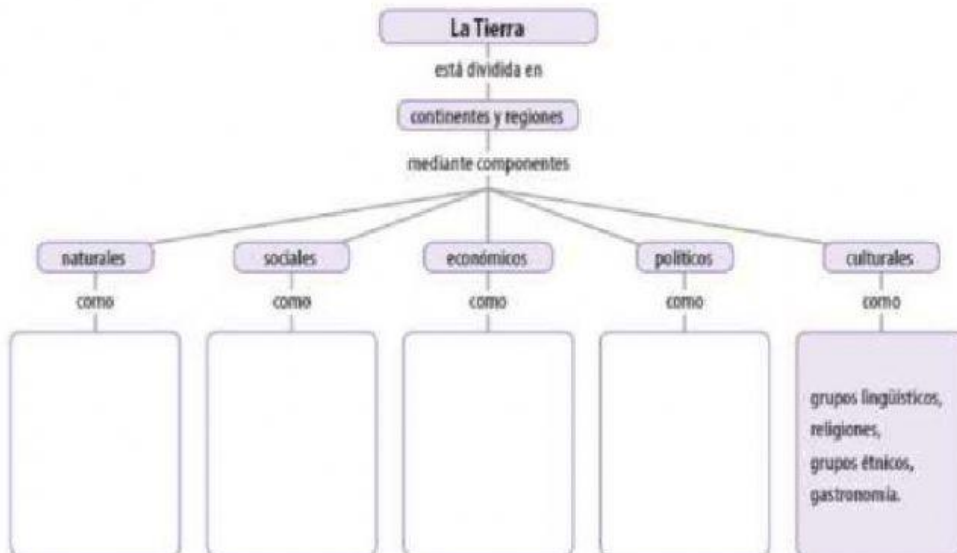 La Tierra
está dividida en
continentes y regiones
mediante componentes
naturales
sociales
económicos
políticos
culturales
como
como
como
como
como
grupos lingüísticos,
religiones,
grupos étnicos,
gastronomía.